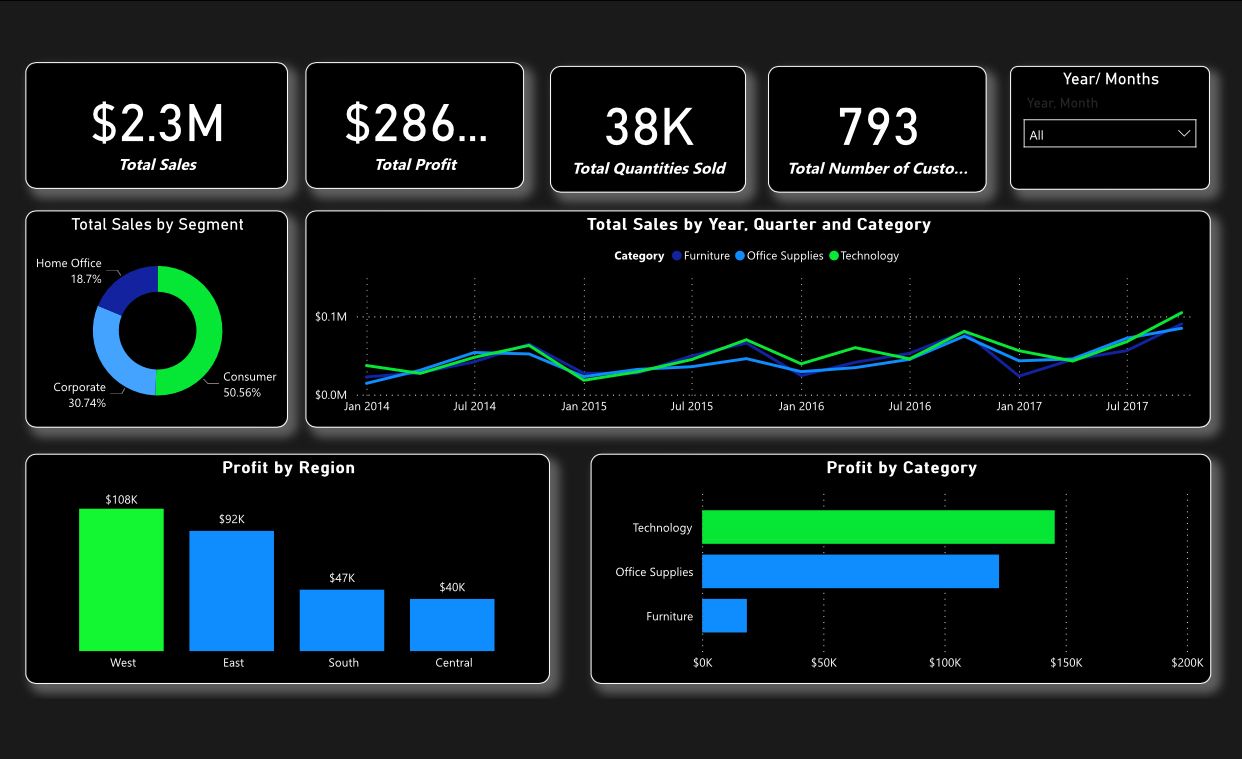 $2.3M
Total Sales
$286...
Total Profit
38K
Total Quantities Sold
793
Total Number of Custo...
Year/ Months
Year, Month
All
Total Sales by Segment
Home Office
18.7%
Corporate
30.74%
Consumer
50.56%
Total Sales by Year, Quarter and Category
Category Furniture Office Supplies Technology
$0.1M
$0.0M
Jan 2014 Jul 2014 Jan 2015 Jul 2015 Jan 2016 Jul 2016 Jan 2017 Jul 2017
Profit by Region
$108K
$92K
$47K
$40K
West East South Central
Profit by Category
Technology
Office Supplies
Furniture
$0K $50K $100K $150K $200K